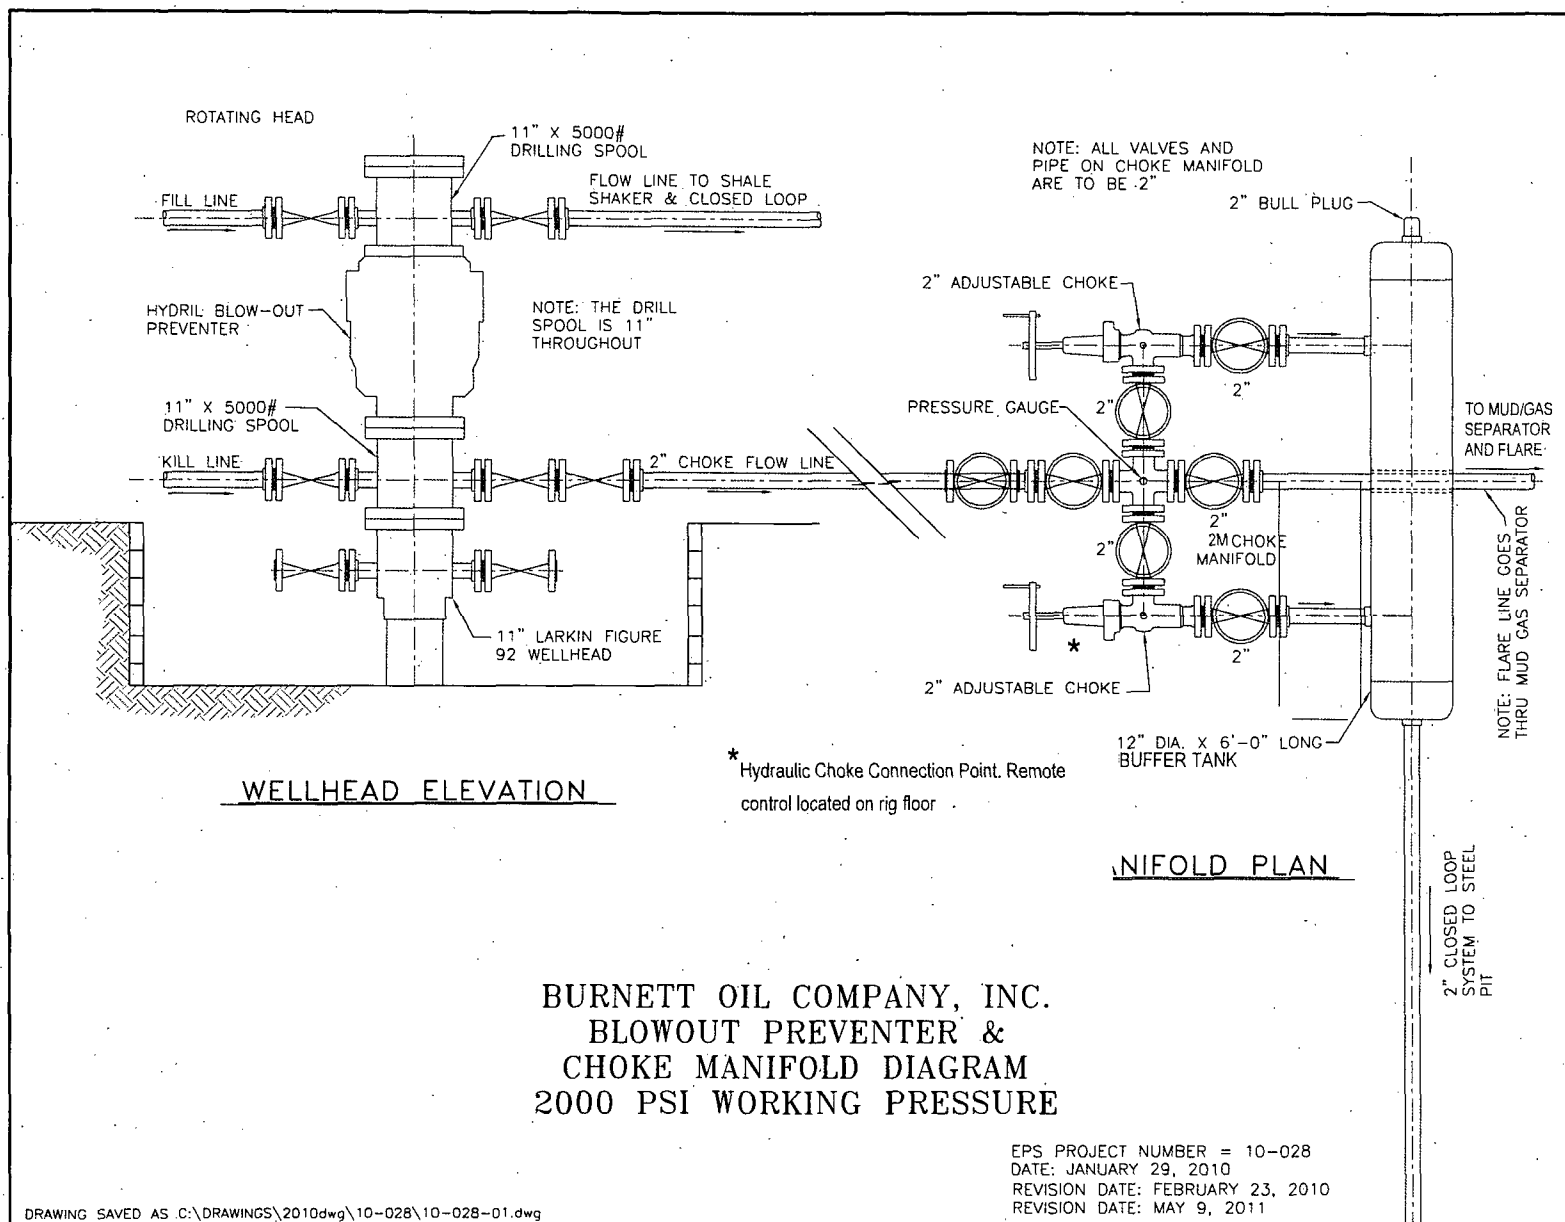 ROTATING HEAD
11" X 5000#
DRILLING SPOOL
FILL LINE
FLOW LINE TO SHALE
SHAKER & CLOSED LOOP
HYDRIL BLOW-OUT
PREVENTER
NOTE: THE DRILL
SPOOL IS 11"
THROUGHOUT
11" X 5000#
DRILLING SPOOL
KILL LINE
2" CHOKE FLOW LINE
11" LARKIN FIGURE
92 WELLHEAD
WELLHEAD ELEVATION
NOTE: ALL VALVES AND
PIPE ON CHOKE MANIFOLD
ARE TO BE 2"
2" BULL PLUG
2" ADJUSTABLE CHOKE
2"
2"
PRESSURE GAUGE
TO MUD/GAS
SEPARATOR
AND FLARE
2"
2M CHOKE
MANIFOLD
2"
2"
*
2" ADJUSTABLE CHOKE
NOTE: FLARE LINE GOES
THRU MUD GAS SEPARATOR
12" DIA. X 6'-0" LONG
BUFFER TANK
* Hydraulic Choke Connection Point. Remote
control located on rig floor
NIFOLD PLAN
2" CLOSED LOOP
SYSTEM TO STEEL
PIT
BURNETT OIL COMPANY, INC.
BLOWOUT PREVENTER &
CHOKE MANIFOLD DIAGRAM
2000 PSI WORKING PRESSURE
EPS PROJECT NUMBER = 10-028
DATE: JANUARY 29, 2010
REVISION DATE: FEBRUARY 23, 2010
REVISION DATE: MAY 9, 2011
DRAWING SAVED AS C:\DRAWINGS\2010dwg\10-028\10-028-01.dwg